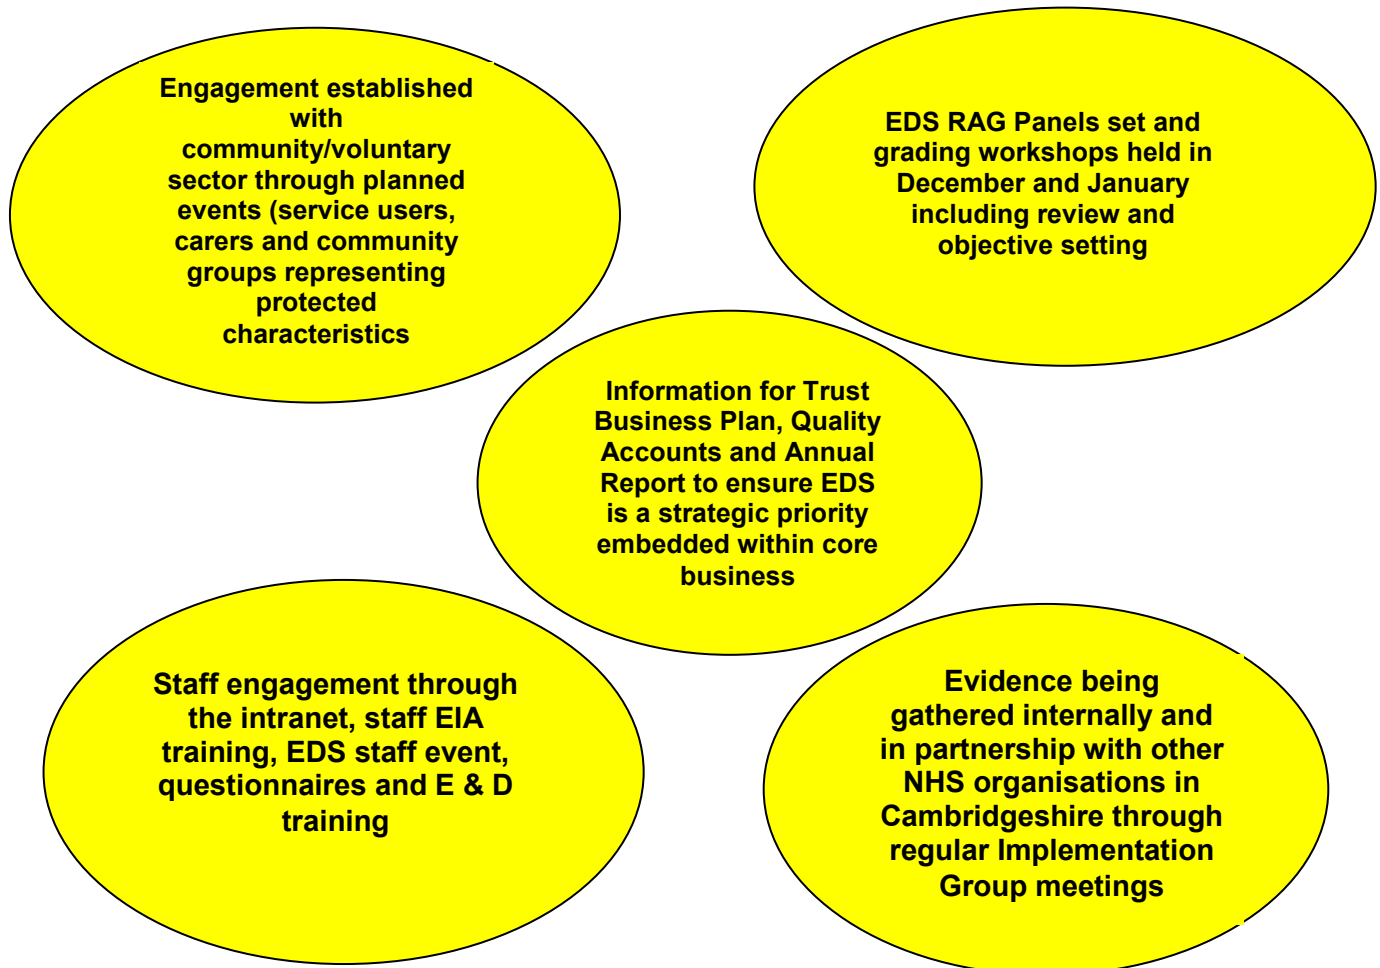 Engagement established
with
community/voluntary
sector through planned
events (service users,
carers and community
groups representing
protected
characteristics
EDS RAG Panels set and
grading workshops held in
December and January
including review and
objective setting
Information for Trust
Business Plan, Quality
Accounts and Annual
Report to ensure EDS
is a strategic priority
embedded within core
business
Staff engagement through
the intranet, staff EIA
training, EDS staff event,
questionnaires and E & D
training
Evidence being
gathered internally and
in partnership with other
NHS organisations in
Cambridgeshire through
regular Implementation
Group meetings